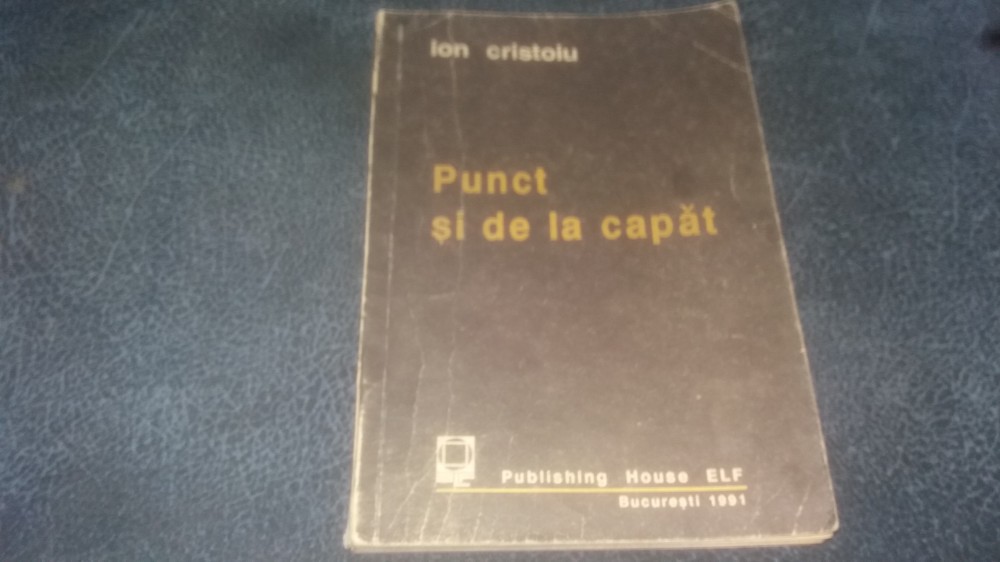 ion cristoiu
Punct
și de la capăt
Publishing House ELF
București 1991